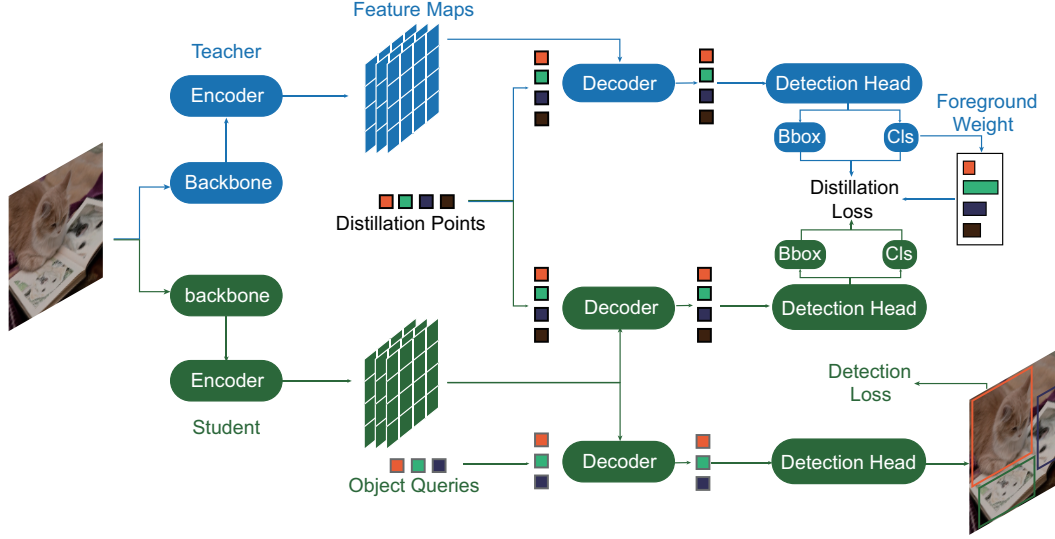 Feature Maps
Teacher
Encoder
Decoder
Detection Head
Foreground
Weight
Bbox
Cls
Backbone
Distillation
Loss
Distillation Points
Bbox
Cls
backbone
Decoder
Detection Head
Encoder
Detection
Loss
Student
Decoder
Detection Head
Object Queries